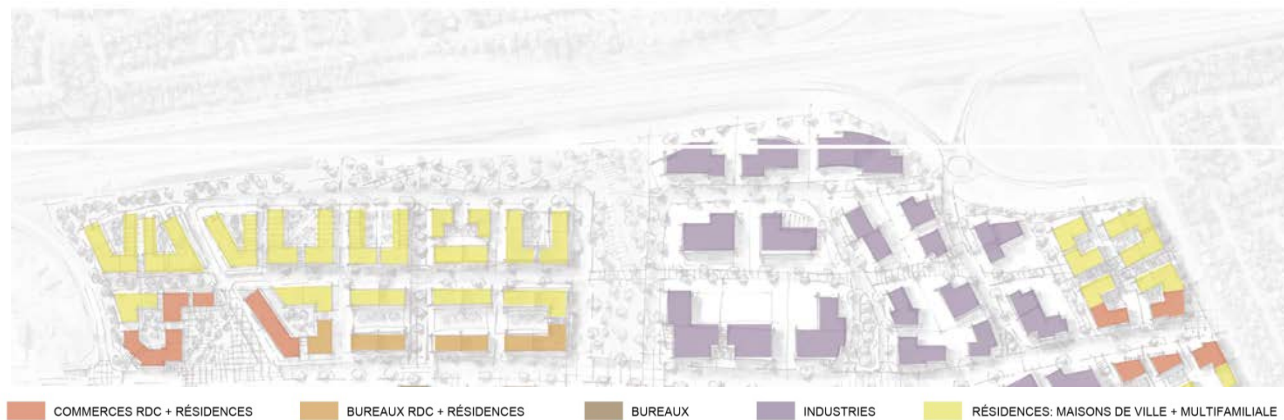 COMMERCES RDC + RÉSIDENCES BUREAUX RDC + RÉSIDENCES BUREAUX INDUSTRIES RÉSIDENCES: MAISONS DE VILLE + MULTIFAMILIALE